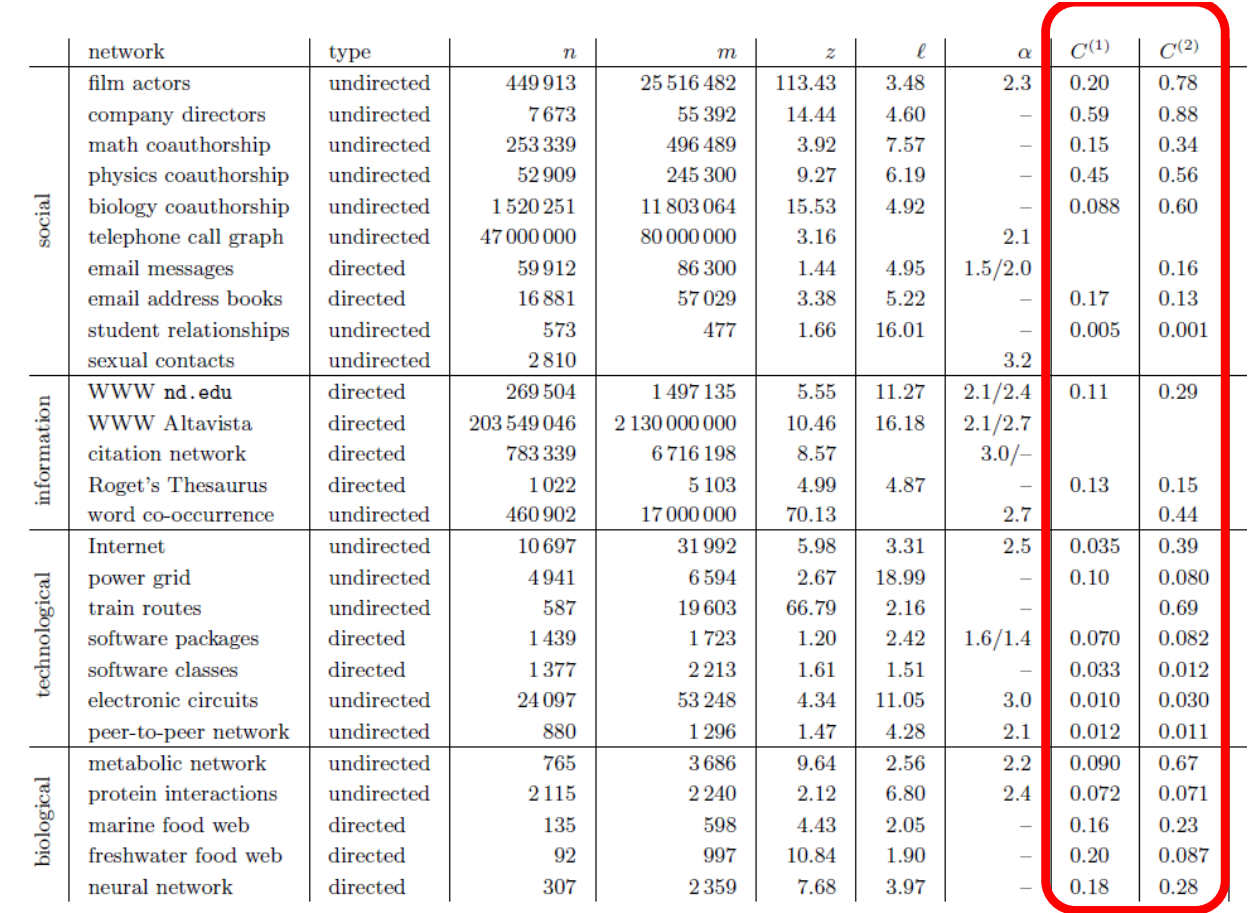 network type n m z ℓ α C(1) C(2)
social
film actors undirected 449 913 25 516 482 113.43 3.48 2.3 0.20 0.78
company directors undirected 7 673 55 392 14.44 4.60 – 0.59 0.88
math coauthorship undirected 253 339 496 489 3.92 7.57 – 0.15 0.34
physics coauthorship undirected 52 909 245 300 9.27 6.19 – 0.45 0.56
biology coauthorship undirected 1 520 251 11 803 064 15.53 4.92 – 0.088 0.60
telephone call graph undirected 47 000 000 80 000 000 3.16 2.1
email messages directed 59 912 86 300 1.44 4.95 1.5/2.0 0.16
email address books directed 16 881 57 029 3.38 5.22 – 0.17 0.13
student relationships undirected 573 477 1.66 16.01 – 0.005 0.001
sexual contacts undirected 2 810 3.2
information
WWW nd.edu directed 269 504 1 497 135 5.55 11.27 2.1/2.4 0.11 0.29
WWW Altavista directed 203 549 046 2 130 000 000 10.46 16.18 2.1/2.7
citation network directed 783 339 6 716 198 8.57 3.0/–
Roget's Thesaurus directed 1 022 5 103 4.99 4.87 – 0.13 0.15
word co-occurrence undirected 460 902 17 000 000 70.13 2.7 0.44
technological
Internet undirected 10 697 31 992 5.98 3.31 2.5 0.035 0.39
power grid undirected 4 941 6 594 2.67 18.99 – 0.10 0.080
train routes undirected 587 19 603 66.79 2.16 – 0.69
software packages directed 1 439 1 723 1.20 2.42 1.6/1.4 0.070 0.082
software classes directed 1 377 2 213 1.61 1.51 – 0.033 0.012
electronic circuits undirected 24 097 53 248 4.34 11.05 3.0 0.010 0.030
peer-to-peer network undirected 880 1 296 1.47 4.28 2.1 0.012 0.011
biological
metabolic network undirected 765 3 686 9.64 2.56 2.2 0.090 0.67
protein interactions undirected 2 115 2 240 2.12 6.80 2.4 0.072 0.071
marine food web directed 135 598 4.43 2.05 – 0.16 0.23
freshwater food web directed 92 997 10.84 1.90 – 0.20 0.087
neural network directed 307 2 359 7.68 3.97 – 0.18 0.28